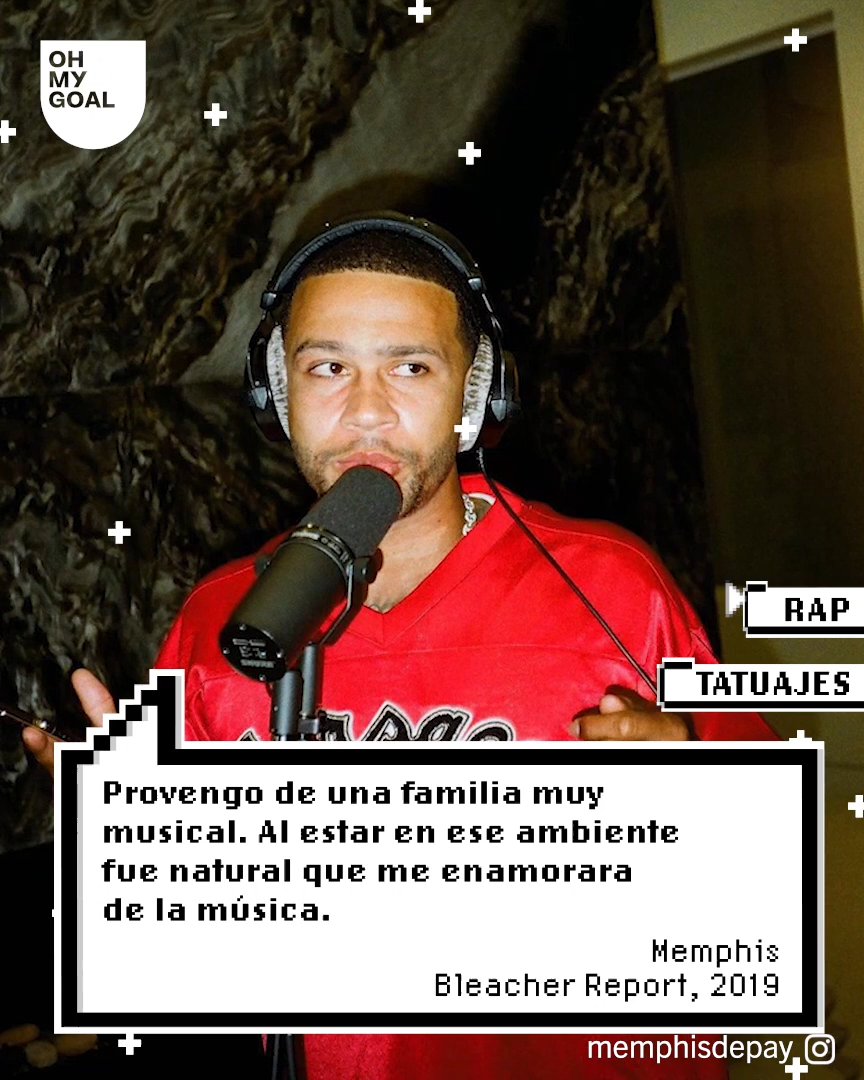 OH
MY
GOAL
RAP
TATUAJES
Provengo de una familia muy
musical. Al estar en ese ambiente
fue natural que me enamorara
de la música.
Memphis
Bleacher Report, 2019
memphisdepay